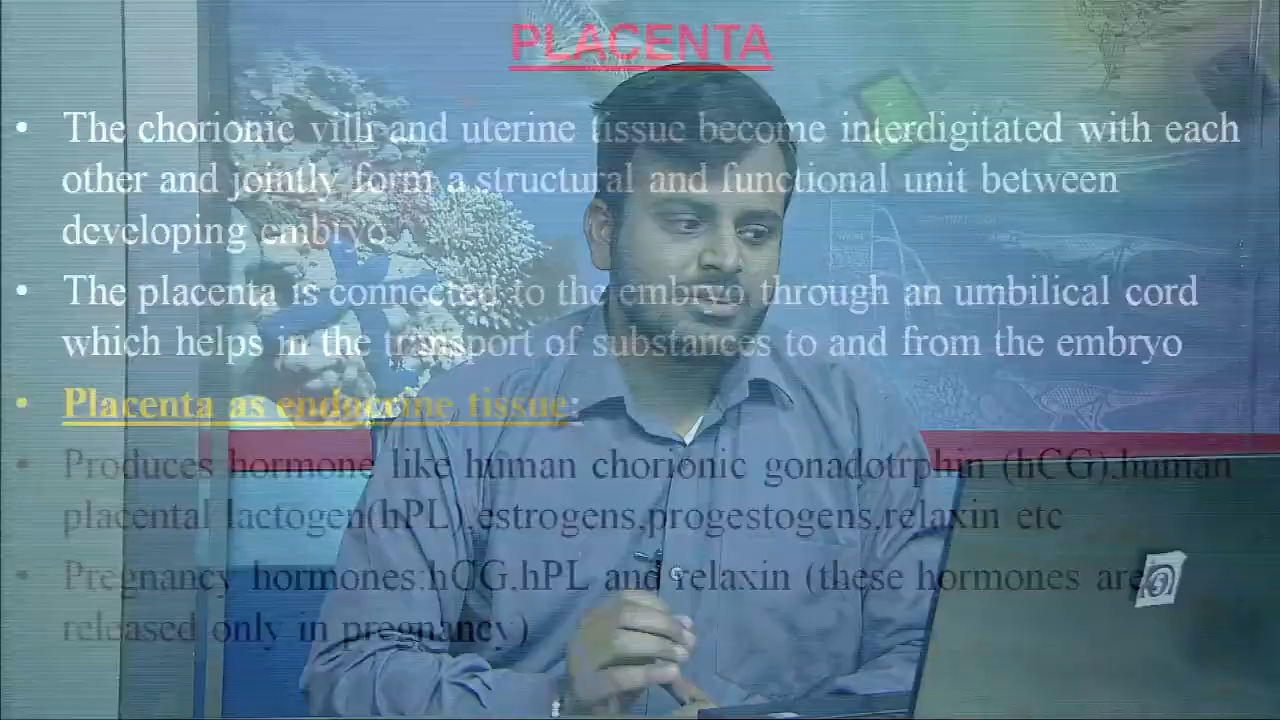 PLACENTA
• The chorionic villi and uterine tissue become interdigitated with each
other and jointly form a structural and functional unit between
developing embryo
• The placenta is connected to the embryo through an umbilical cord
which helps in the transport of substances to and from the embryo
• Placenta as endocrine tissue:
• Produces hormone like human chorionic gonadotrphin (hCG),human
placental lactogen(hPL),estrogens,progestogens,relaxin etc
• Pregnancy hormones:hCG,hPL and relaxin (these hormones are
released only in pregnancy)